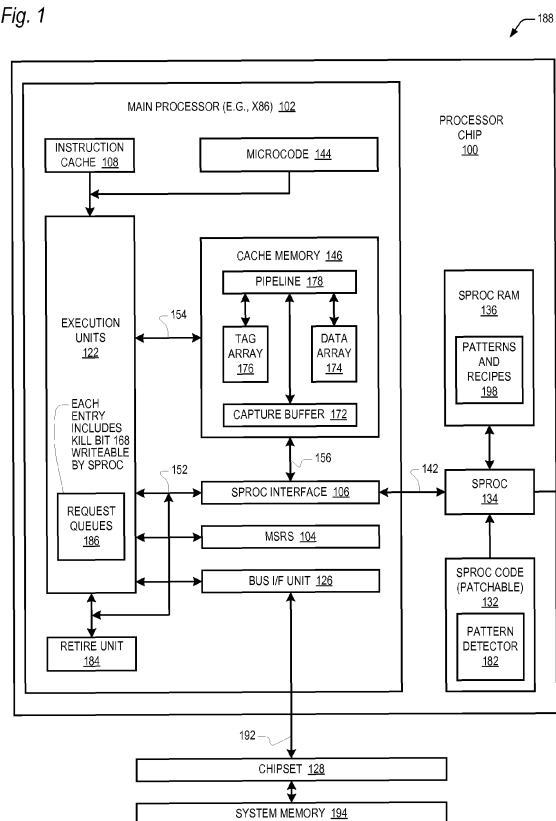 Fig. 1
188
MAIN PROCESSOR (E.G., X86) 102
PROCESSOR
CHIP
100
INSTRUCTION
CACHE 108
MICROCODE 144
CACHE MEMORY 146
PIPELINE 178
154
EXECUTION
UNITS
122
TAG
ARRAY
176
DATA
ARRAY
174
SPROC RAM
136
PATTERNS
AND
RECIPES
198
CAPTURE BUFFER 172
EACH
ENTRY
INCLUDES
KILL BIT 168
WRITEABLE
BY SPROC
156
152
142
SPROC INTERFACE 106
SPROC
134
REQUEST
QUEUES
186
MSRS 104
BUS I/F UNIT 126
SPROC CODE
(PATCHABLE)
132
PATTERN
DETECTOR
182
RETIRE UNIT
184
192
CHIPSET 128
SYSTEM MEMORY 194